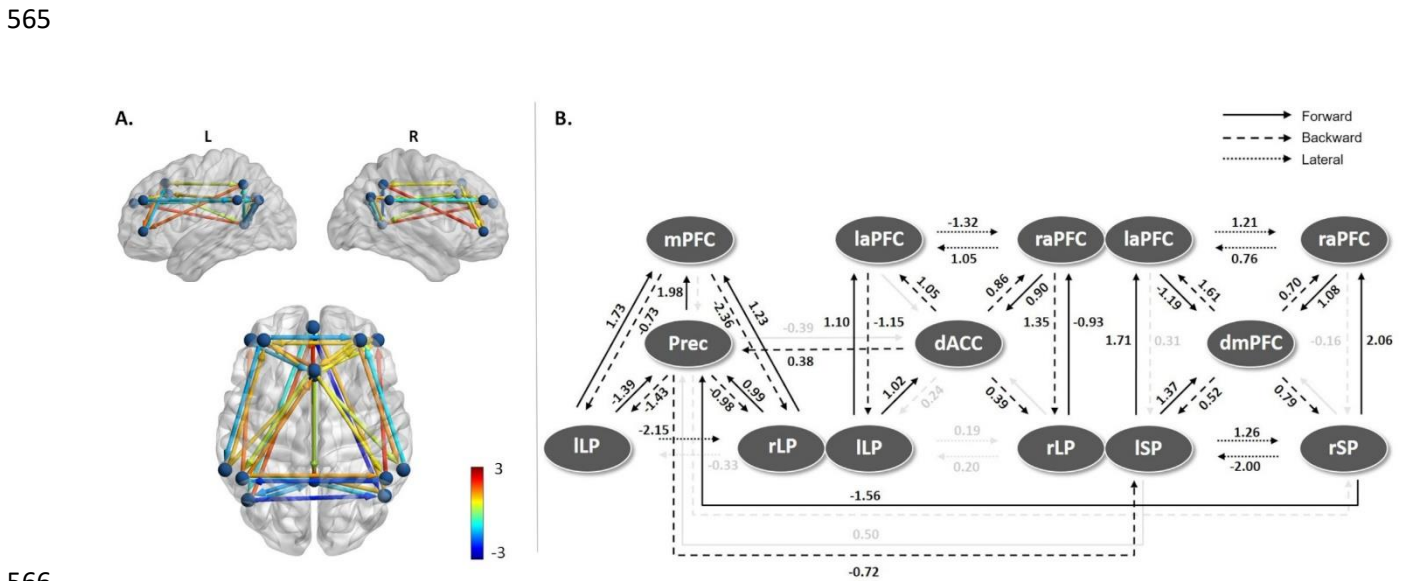 565
A.
L
R
3
-3
B.
Forward
Backward
Lateral
mPFC
laPFC
-1.32
1.05
raPFC
laPFC
1.21
0.76
raPFC
1.73
-0.73
1.98
-2.36
1.23
1.05
0.86
0.90
-1.19
1.61
0.70
1.08
Prec
-0.39
0.38
1.10
-1.15
dACC
1.35
-0.93
1.71
0.31
dmPFC
-0.16
2.06
-1.39
-1.43
-0.98
0.99
1.02
0.24
0.39
1.37
0.52
0.79
lLP
-2.15
-0.33
rLP
lLP
0.19
0.20
rLP
lSP
1.26
-2.00
rSP
-1.56
0.50
-0.72
566